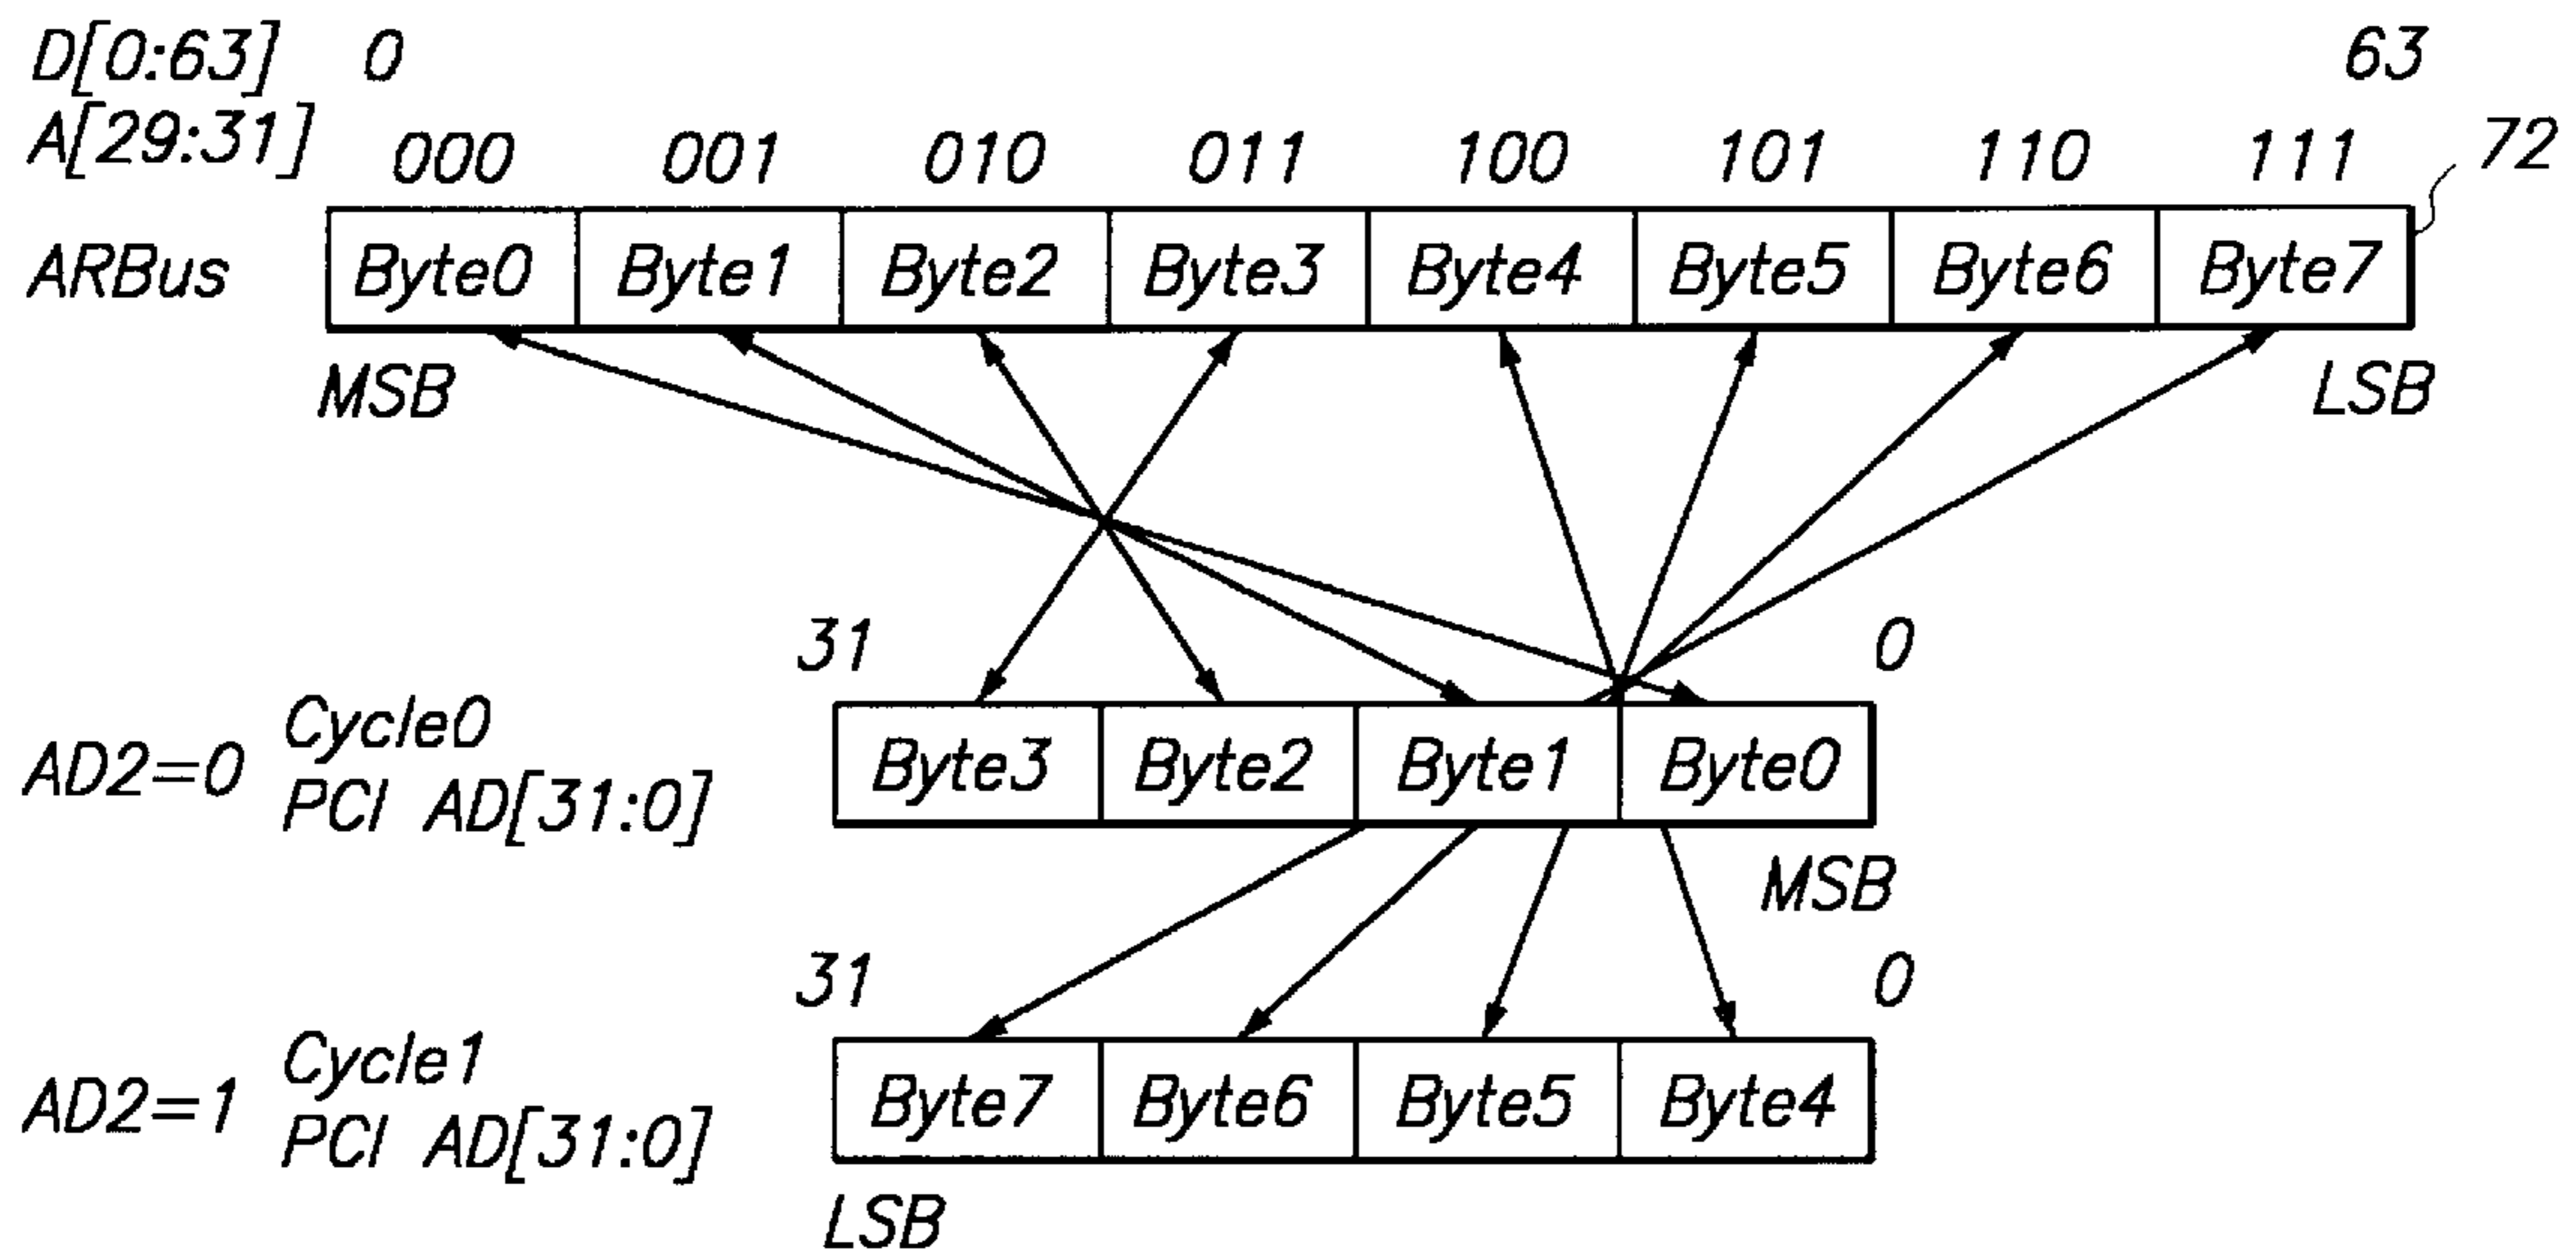 D[0:63] 0 63
A[29:31] 000 001 010 011 100 101 110 111 72
ARBus Byte0 Byte1 Byte2 Byte3 Byte4 Byte5 Byte6 Byte7
MSB LSB
31 0
Cycle0
AD2=0 PCI AD[31:0] Byte3 Byte2 Byte1 Byte0
MSB
31 0
Cycle1
AD2=1 PCI AD[31:0] Byte7 Byte6 Byte5 Byte4
LSB